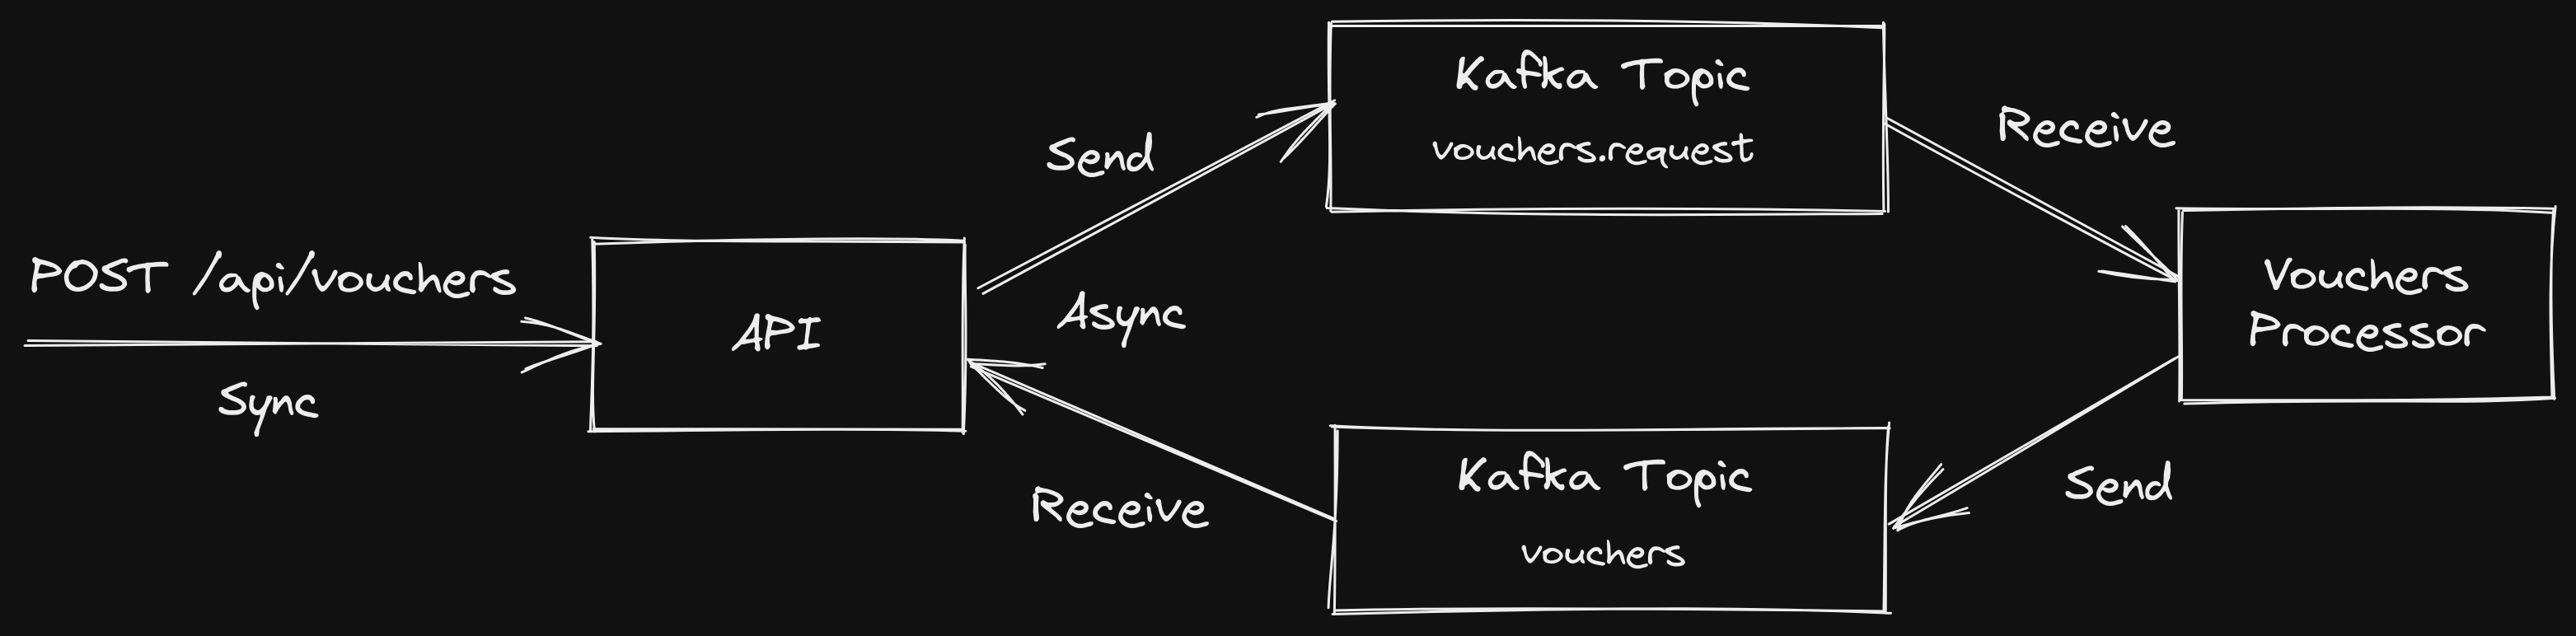 POST /api/vouchers
Sync
API
Send
Async
Receive
Kafka Topic
vouchers.request
Receive
Vouchers
Processor
Send
Kafka Topic
vouchers